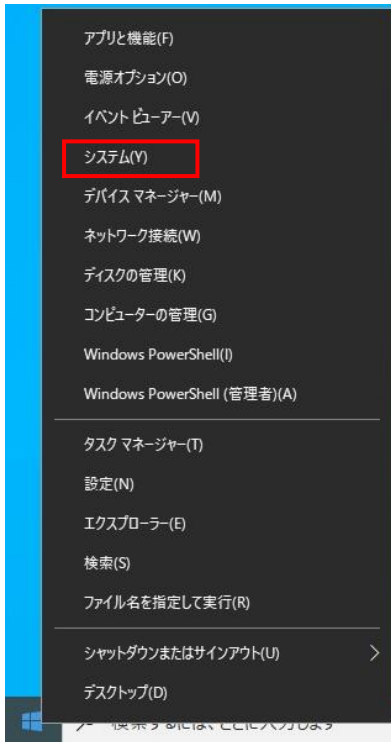 アプリと機能(F)
電源オプション(O)
イベント ビューアー(V)
システム(Y)
デバイス マネージャー(M)
ネットワーク接続(W)
ディスクの管理(K)
コンピューターの管理(G)
Windows PowerShell(I)
Windows PowerShell (管理者)(A)
タスク マネージャー(T)
設定(N)
エクスプローラー(E)
検索(S)
ファイル名を指定して実行(R)
シャットダウンまたはサインアウト(U)
デスクトップ(D)